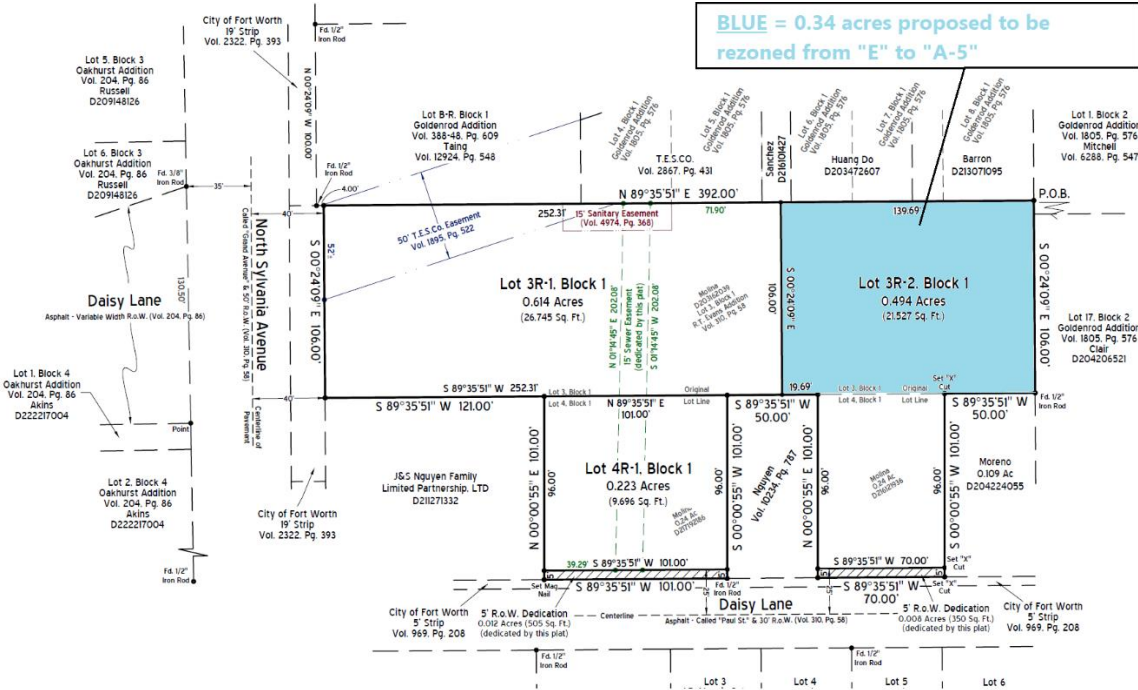 BLUE = 0.34 acres proposed to be
rezoned from "E" to "A-5"
City of Fort Worth
19' Strip
Vol. 2322, Pg. 393
Fd. 1/2"
Iron Rod
Lot 5, Block 3
Oakhurst Addition
Vol. 204, Pg. 86
Russell
D209148126
N 00°24'09" W 100.00'
Lot B-R, Block 1
Goldenrod Addition
Vol. 388-48, Pg. 609
Taing
Vol. 12924, Pg. 548
Lot 4, Block 1
Goldenrod Addition
Vol. 1805, Pg. 576
Lot 5, Block 1
Goldenrod Addition
Vol. 1805, Pg. 576
T.E.S.CO.
Vol. 2867, Pg. 431
Sanchez
D216101427
Lot 6, Block 1
Goldenrod Addition
Vol. 1805, Pg. 576
Lot 7, Block 1
Goldenrod Addition
Vol. 1805, Pg. 576
Huang Do
D203472607
Lot 8, Block 1
Goldenrod Addition
Vol. 1805, Pg. 576
Barron
D213071095
Lot 1, Block 2
Goldenrod Addition
Vol. 1805, Pg. 576
Mitchell
Vol. 6288, Pg. 547
Lot 6, Block 3
Oakhurst Addition
Vol. 204, Pg. 86
Russell
D209148126
Fd. 3/8"
Iron Rod
Fd. 1/2"
Iron Rod
15'
4.00'
40'
N 89°35'51" E 392.00'
P.O.B.
252.31'
15' Sanitary Easement
(Vol. 4974, Pg. 368)
71.90'
139.69'
50' T.E.S.Co. Easement
Vol. 1895, Pg. 522
52'±
North Sylvania Avenue
Called "Grand Avenue" & 50' R.o.W. (Vol. 310, Pg. 58)
130.50'
Daisy Lane
Asphalt - Variable Width R.o.W. (Vol. 204, Pg. 86)
S 00°24'09" E 106.00'
Lot 3R-1, Block 1
0.614 Acres
(26,745 Sq. Ft.)
N 01°14'45" E 202.08'
15' Sewer Easement
(dedicated by this plat)
S 01°14'45" W 202.08'
Molina
D203162039
Lot 3, Block 1
R.T. Evans Addition
Vol. 310, Pg. 58
106.00'
S 00°24'09" E
Lot 3R-2, Block 1
0.494 Acres
(21,527 Sq. Ft.)
S 00°24'09" E 106.00'
Lot 17, Block 2
Goldenrod Addition
Vol. 1805, Pg. 576
Clair
D204206521
Lot 1, Block 4
Oakhurst Addition
Vol. 204, Pg. 86
Akins
D222217004
Point
40'
Centerline of
Pavement
S 89°35'51" W 252.31'
S 89°35'51" W 121.00'
Lot 3, Block 1 Original
Lot 4, Block 1 Lot Line
N 89°35'51" E
101.00'
19.69'
S 89°35'51" W
50.00'
Lot 3, Block 1 Original
Lot 4, Block 1 Lot Line
Set "X"
Cut
S 89°35'51" W
50.00'
Fd. 1/2"
Iron Rod
Lot 2, Block 4
Oakhurst Addition
Vol. 204, Pg. 86
Akins
D222217004
City of Fort Worth
19' Strip
Vol. 2322, Pg. 393
J&S Nguyen Family
Limited Partnership, LTD
D211271332
N 00°00'55" E 101.00'
96.00'
Lot 4R-1, Block 1
0.223 Acres
(9,696 Sq. Ft.)
Molina
0.24 Ac
D217192186
96.00'
S 00°00'55" W 101.00'
Nguyen
Vol. 10234, Pg. 787
N 00°00'55" E 101.00'
96.00'
Molina
0.24 Ac
96.00'
S 00°00'55" W 101.00'
Moreno
0.109 Ac
D204224055
Fd. 1/2"
Iron Rod
39.29' S 89°35'51" W 101.00'
5'
5'
S 89°35'51" W 70.00'
5'
5'
Set "X"
Cut
Set Mag
Nail
S 89°35'51" W 101.00'
Fd. 1/2"
Iron Rod
S 89°35'51" W
70.00'
Set "X"
Cut
City of Fort Worth
5' Strip
Vol. 969, Pg. 208
5' R.o.W. Dedication
0.012 Acres (505 Sq. Ft.)
(dedicated by this plat)
Centerline
25'
Daisy Lane
Asphalt - Called "Paul St." & 30' R.o.W. (Vol. 310, Pg. 58)
25'
5' R.o.W. Dedication
0.008 Acres (350 Sq. Ft.)
(dedicated by this plat)
City of Fort Worth
5' Strip
Vol. 969, Pg. 208
Fd. 1/2"
Iron Rod
Fd. 1/2"
Iron Rod
Lot 3
Lot 4
Lot 5
Lot 6